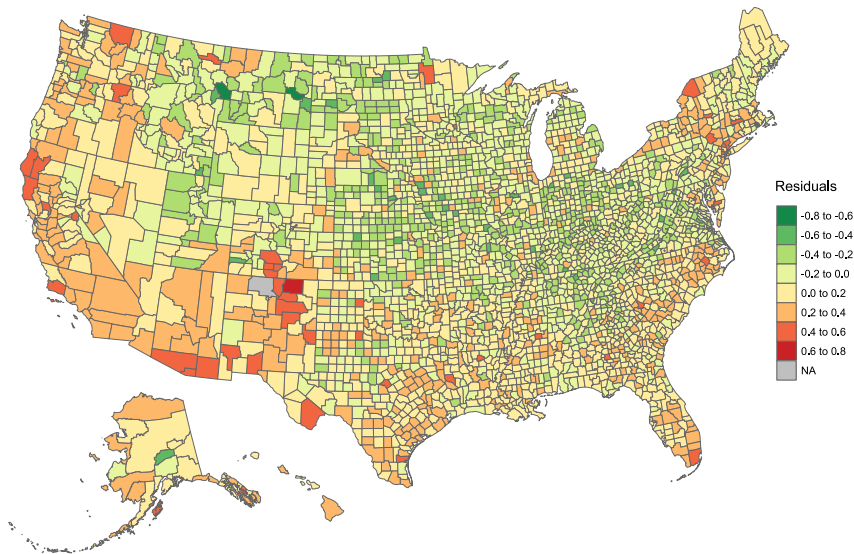 Residuals
-0.8 to -0.6
-0.6 to -0.4
-0.4 to -0.2
-0.2 to 0.0
0.0 to 0.2
0.2 to 0.4
0.4 to 0.6
0.6 to 0.8
NA